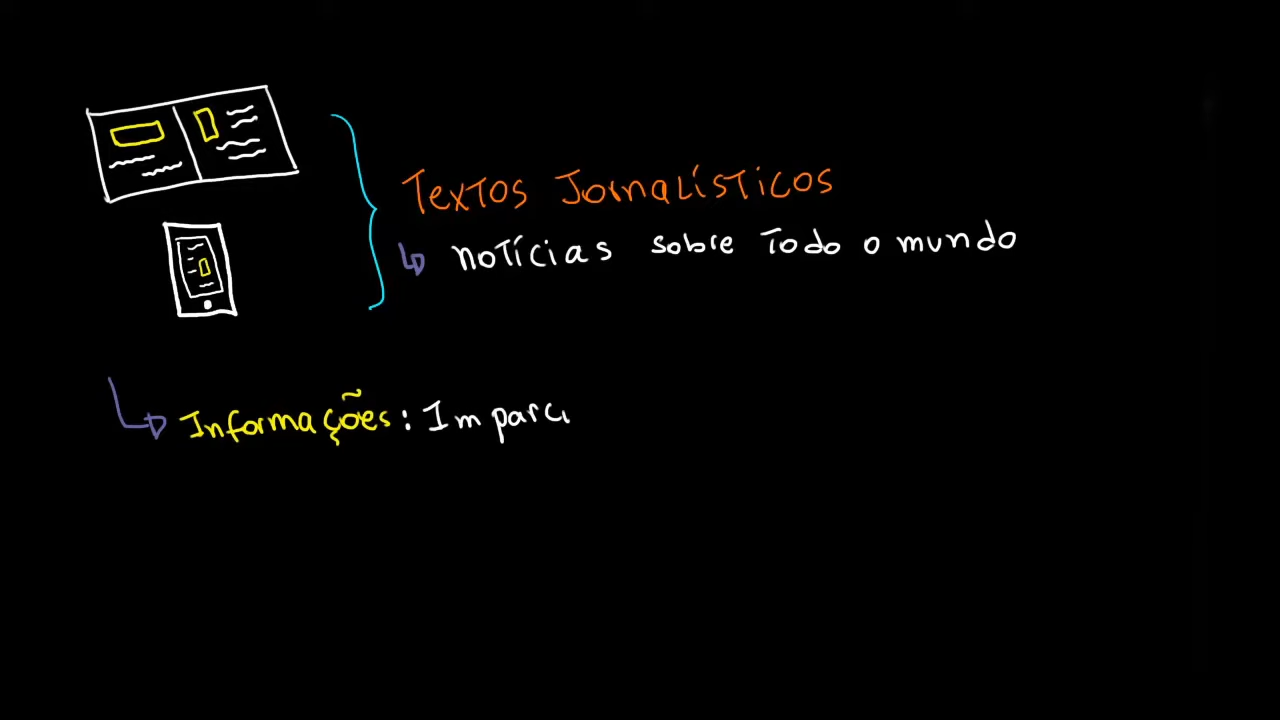 Textos Jornalísticos
notícias sobre todo o mundo
Informações: Imparci